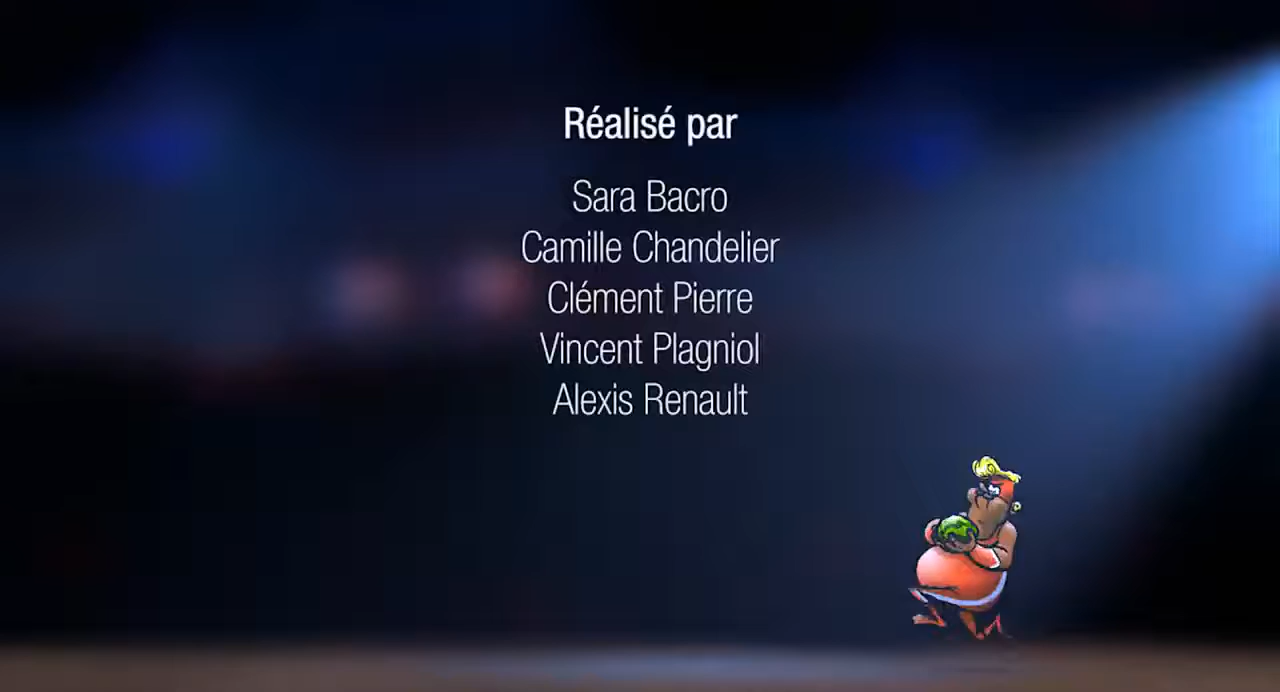 Réalisé par
Sara Bacro
Camille Chandelier
Clément Pierre
Vincent Plagniol
Alexis Renault